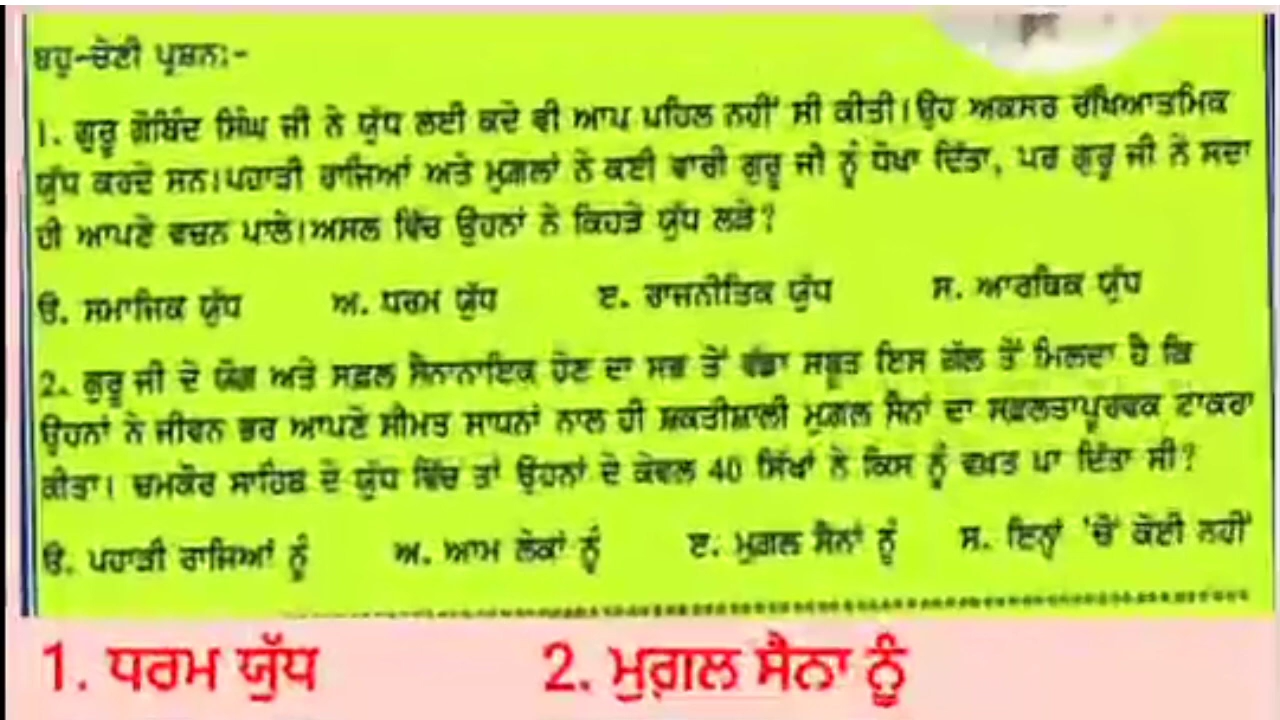 ਬਹੁ-ਚੋਣੀ ਪ੍ਰਸ਼ਨ:-
1. ਗੁਰੂ ਗੋਬਿੰਦ ਸਿੰਘ ਜੀ ਨੇ ਯੁੱਧ ਲਈ ਕਦੇ ਵੀ ਆਪ ਪਹਿਲ ਨਹੀਂ ਸੀ ਕੀਤੀ।ਉਹ ਅਕਸਰ ਰੱਖਿਆਤਮਿਕ
ਯੁੱਧ ਕਰਦੇ ਸਨ।ਪਹਾੜੀ ਰਾਜਿਆਂ ਅਤੇ ਮੁਗ਼ਲਾਂ ਨੇ ਕਈ ਵਾਰੀ ਗੁਰੂ ਜੀ ਨੂੰ ਧੋਖਾ ਦਿੱਤਾ, ਪਰ ਗੁਰੂ ਜੀ ਨੇ ਸਦਾ
ਹੀ ਆਪਣੇ ਵਚਨ ਪਾਲੇ।ਅਸਲ ਵਿੱਚ ਉਹਨਾਂ ਨੇ ਕਿਹੜੇ ਯੁੱਧ ਲੜੇ?
ੳ. ਸਮਾਜਿਕ ਯੁੱਧ ਅ. ਧਰਮ ਯੁੱਧ ੲ. ਰਾਜਨੀਤਿਕ ਯੁੱਧ ਸ. ਆਰਥਿਕ ਯੁੱਧ
2. ਗੁਰੂ ਜੀ ਦੇ ਯੋਗ ਅਤੇ ਸਫ਼ਲ ਸੈਨਾਨਾਇਕ ਹੋਣ ਦਾ ਸਭ ਤੋਂ ਵੱਡਾ ਸਬੂਤ ਇਸ ਗੱਲ ਤੋਂ ਮਿਲਦਾ ਹੈ ਕਿ
ਉਹਨਾਂ ਨੇ ਜੀਵਨ ਭਰ ਆਪਣੇ ਸੀਮਤ ਸਾਧਨਾਂ ਨਾਲ ਹੀ ਸ਼ਕਤੀਸ਼ਾਲੀ ਮੁਗ਼ਲ ਸੈਨਾਂ ਦਾ ਸਫ਼ਲਤਾਪੂਰਵਕ ਟਾਕਰਾ
ਕੀਤਾ। ਚਮਕੌਰ ਸਾਹਿਬ ਦੇ ਯੁੱਧ ਵਿੱਚ ਤਾਂ ਉਹਨਾਂ ਦੇ ਕੇਵਲ 40 ਸਿੱਖਾਂ ਨੇ ਕਿਸ ਨੂੰ ਵਖ਼ਤ ਪਾ ਦਿੱਤਾ ਸੀ?
ੳ. ਪਹਾੜੀ ਰਾਜਿਆਂ ਨੂੰ ਅ. ਆਮ ਲੋਕਾਂ ਨੂੰ ੲ. ਮੁਗ਼ਲ ਸੈਨਾਂ ਨੂੰ ਸ. ਇਨ੍ਹਾਂ 'ਚੋਂ ਕੋਈ ਨਹੀਂ
1. ਧਰਮ ਯੁੱਧ 2. ਮੁਗ਼ਲ ਸੈਨਾ ਨੂੰ